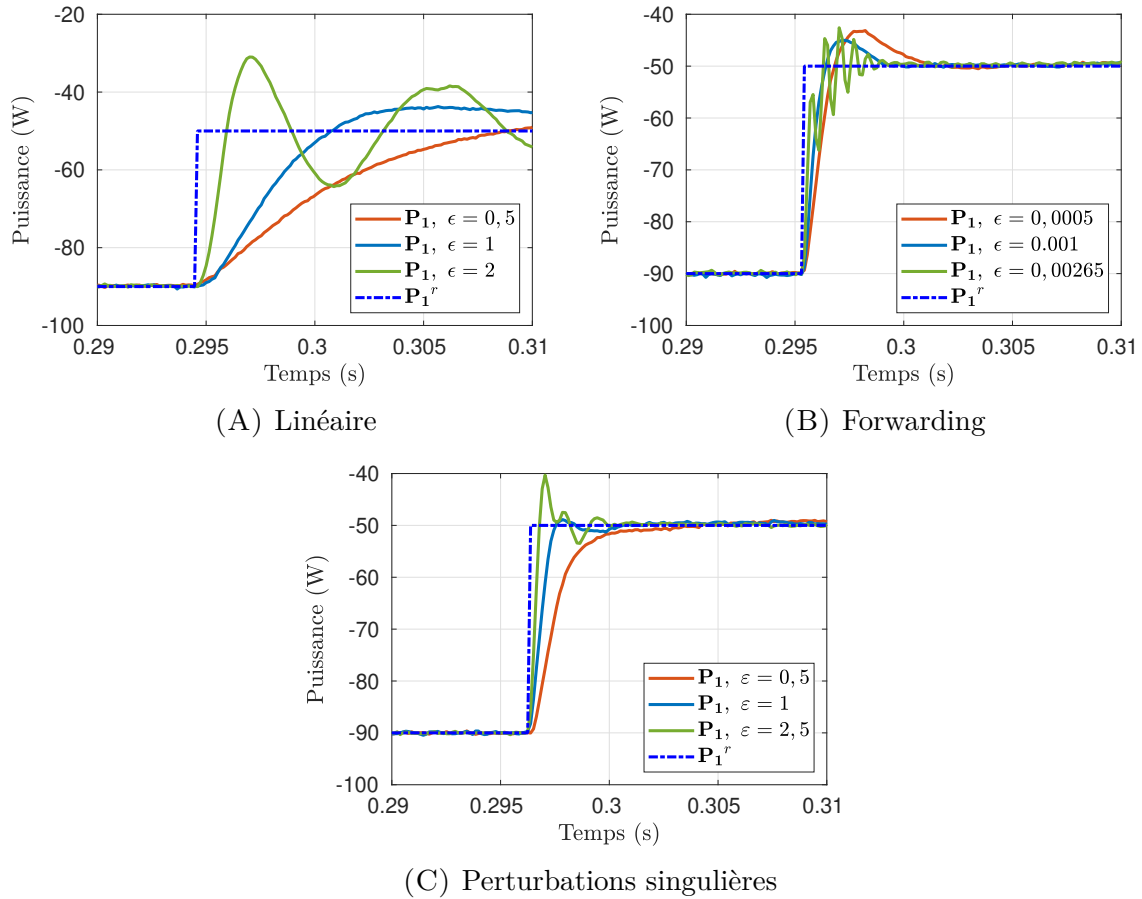 -20
-40
-60
-80
-100
0.29
0.295
0.3
0.305
0.31
Puissance (W)
Temps (s)
P₁, ϵ = 0,5
P₁, ϵ = 1
P₁, ϵ = 2
P₁ʳ
(A) Linéaire
-40
-50
-60
-70
-80
-90
-100
0.29
0.295
0.3
0.305
0.31
Puissance (W)
Temps (s)
P₁, ϵ = 0,0005
P₁, ϵ = 0.001
P₁, ϵ = 0,00265
P₁ʳ
(B) Forwarding
-40
-50
-60
-70
-80
-90
-100
0.29
0.295
0.3
0.305
0.31
Puissance (W)
Temps (s)
P₁, ε = 0,5
P₁, ε = 1
P₁, ε = 2,5
P₁ʳ
(C) Perturbations singulières